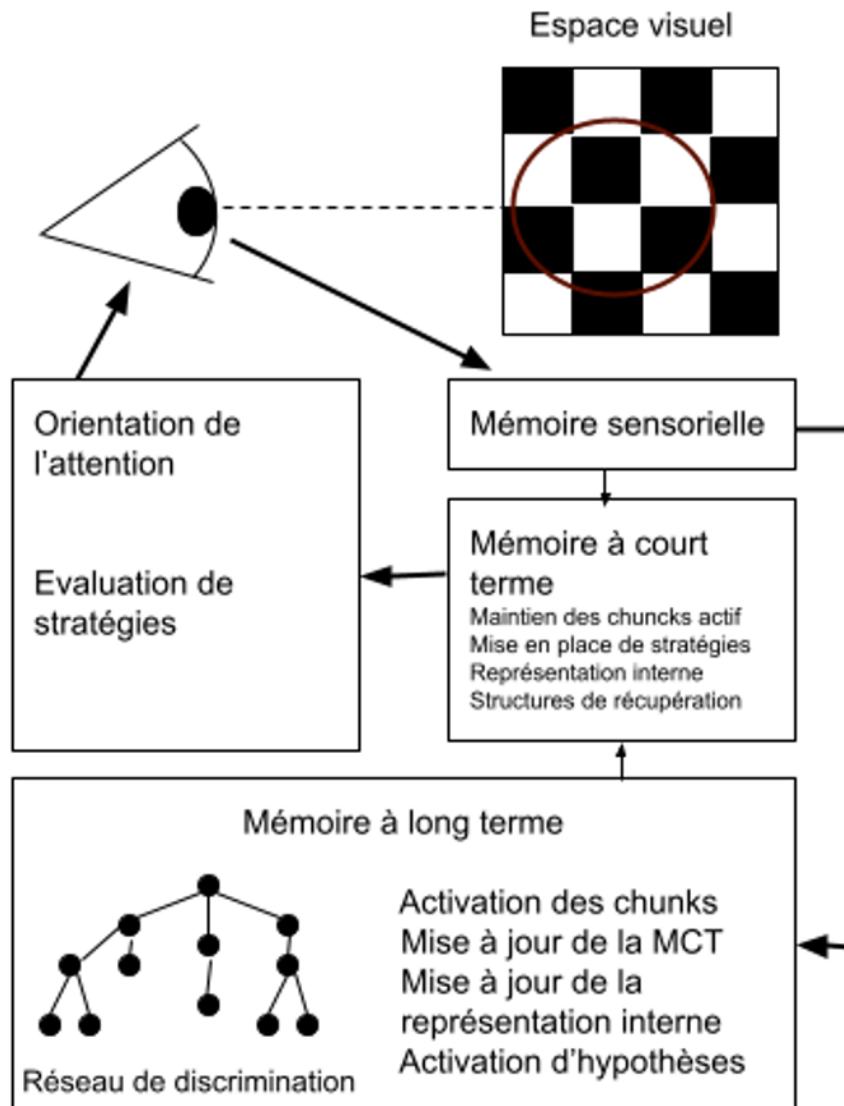 Espace visuel
Orientation de
l'attention
Evaluation de
stratégies
Mémoire sensorielle
Mémoire à court
terme
Maintien des chuncks actif
Mise en place de stratégies
Représentation interne
Structures de récupération
Mémoire à long terme
Activation des chunks
Mise à jour de la MCT
Mise à jour de la
représentation interne
Activation d'hypothèses
Réseau de discrimination